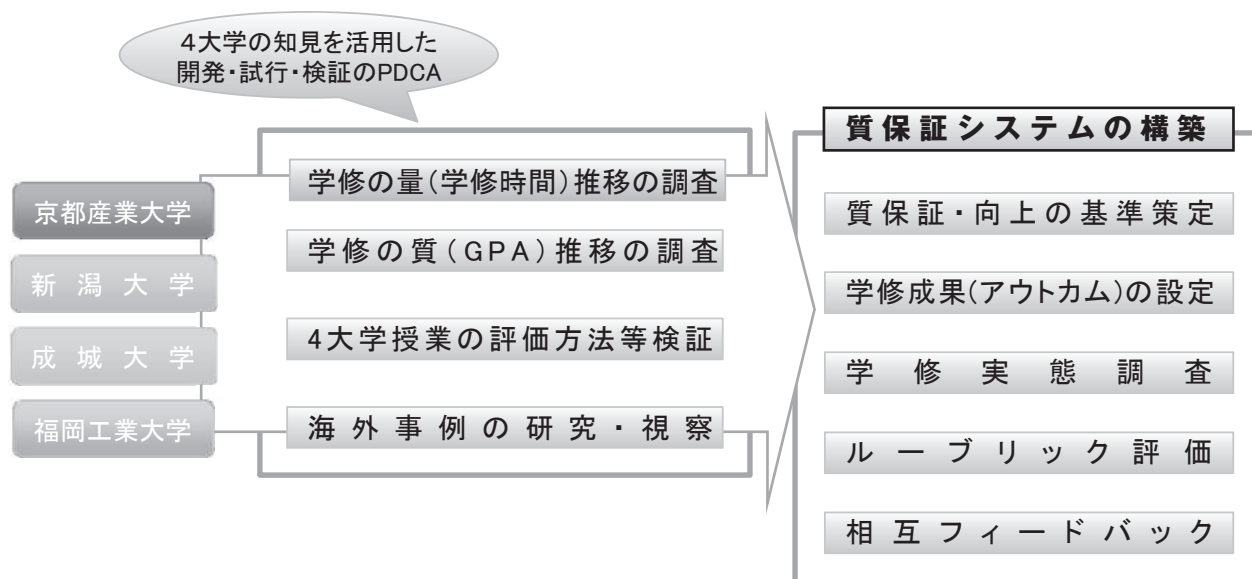 4大学の知見を活用した
開発・試行・検証のPDCA
京都産業大学
新潟大学
成城大学
福岡工業大学
学修の量(学修時間)推移の調査
学修の質(GPA)推移の調査
4大学授業の評価方法等検証
海外事例の研究・視察
質保証システムの構築
質保証・向上の基準策定
学修成果(アウトカム)の設定
学修実態調査
ルーブリック評価
相互フィードバック